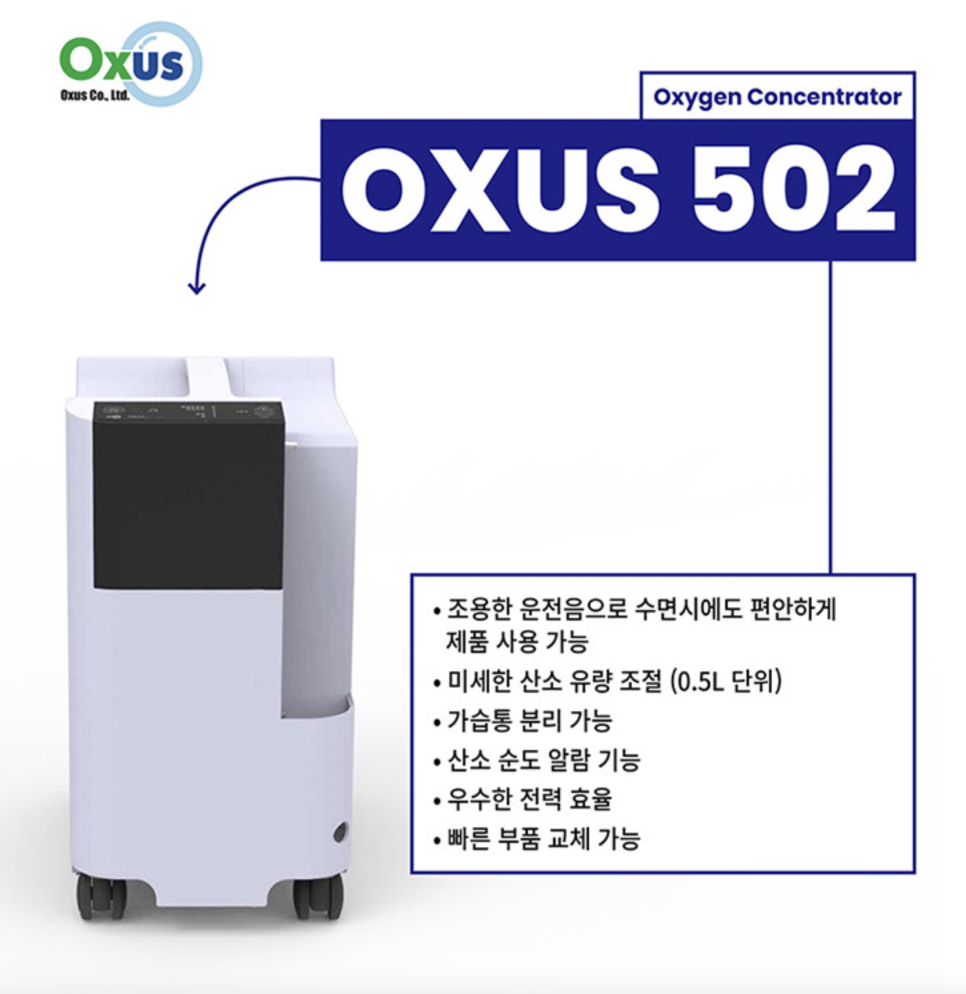 Oxus
Oxus Co., Ltd.
Oxygen Concentrator
OXUS 502
• 조용한 운전음으로 수면시에도 편안하게
제품 사용 가능
• 미세한 산소 유량 조절 (0.5L 단위)
• 가습통 분리 가능
• 산소 순도 알람 기능
• 우수한 전력 효율
• 빠른 부품 교체 가능